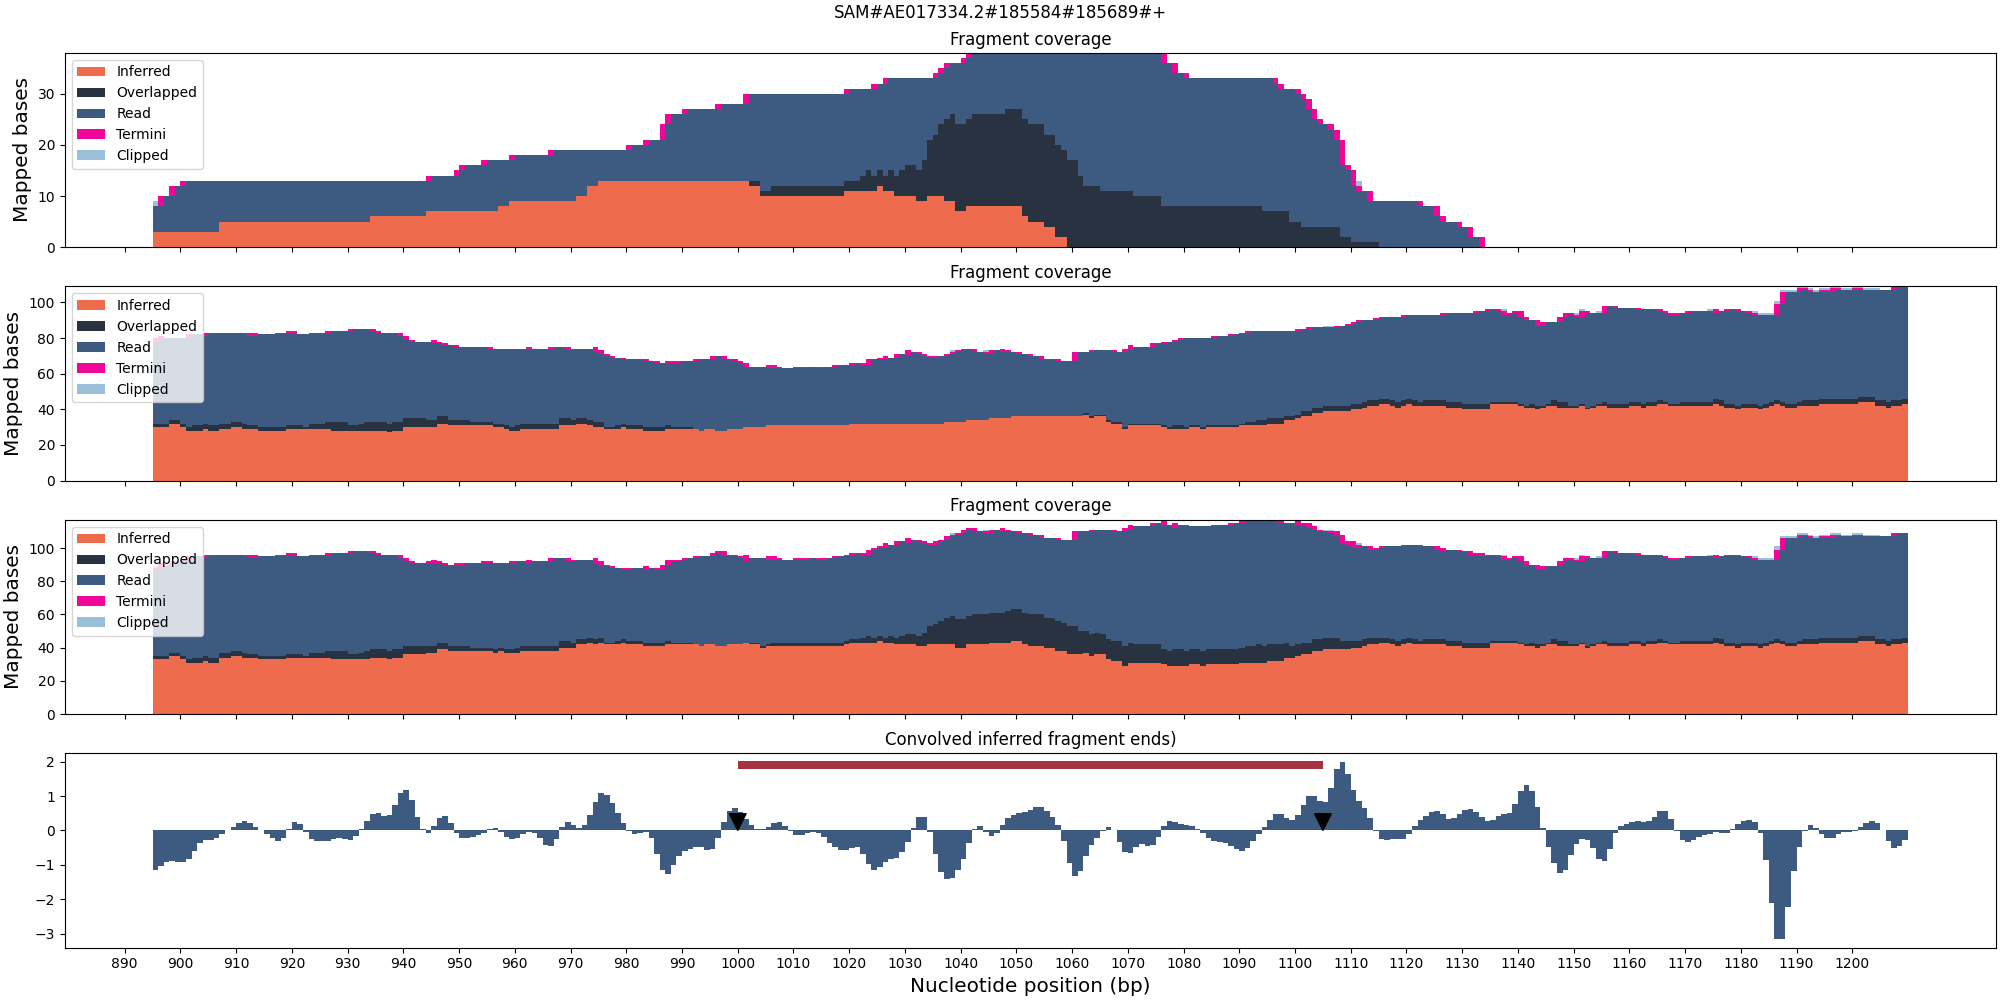 SAM#AE017334.2#185584#185689#+
Fragment coverage
Mapped bases
30
20
10
0
Inferred
Overlapped
Read
Termini
Clipped
Fragment coverage
Mapped bases
100
80
60
40
20
0
Inferred
Overlapped
Read
Termini
Clipped
Fragment coverage
Mapped bases
100
80
60
40
20
0
Inferred
Overlapped
Read
Termini
Clipped
Convolved inferred fragment ends)
2
1
0
−1
−2
−3
890 900 910 920 930 940 950 960 970 980 990 1000 1010 1020 1030 1040 1050 1060 1070 1080 1090 1100 1110 1120 1130 1140 1150 1160 1170 1180 1190 1200
Nucleotide position (bp)